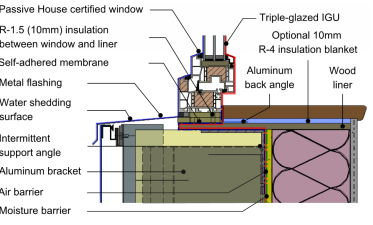 Passive House certified window
R-1.5 (10mm) insulation
between window and liner
Self-adhered membrane
Metal flashing
Water shedding
surface
Intermittent
support angle
Aluminum bracket
Air barrier
Moisture barrier
Triple-glazed IGU
Optional 10mm
R-4 insulation blanket
Aluminum
back angle
Wood
liner